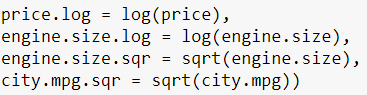 price.log = log(price),
engine.size.log = log(engine.size),
engine.size.sqr = sqrt(engine.size),
city.mpg.sqr = sqrt(city.mpg))